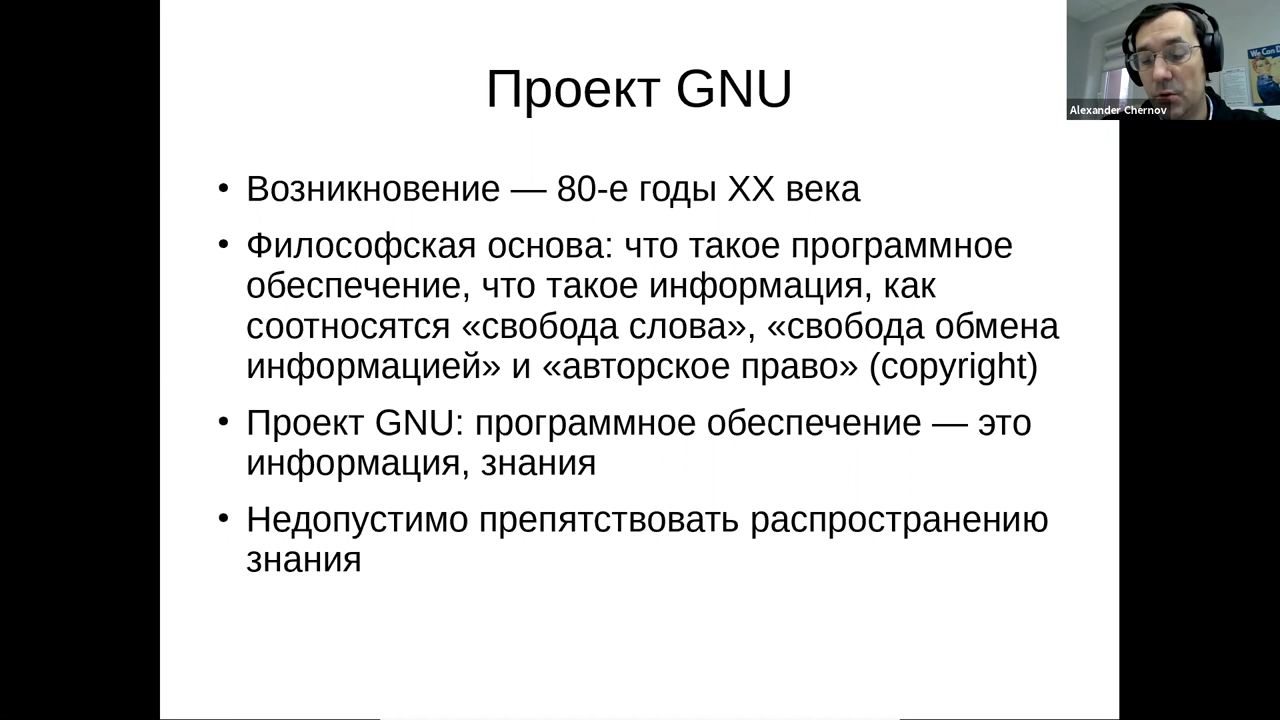 Проект GNU
• Возникновение — 80-е годы XX века
• Философская основа: что такое программное
обеспечение, что такое информация, как
соотносятся «свобода слова», «свобода обмена
информацией» и «авторское право» (copyright)
• Проект GNU: программное обеспечение — это
информация, знания
• Недопустимо препятствовать распространению
знания
We Can D
Alexander Chernov